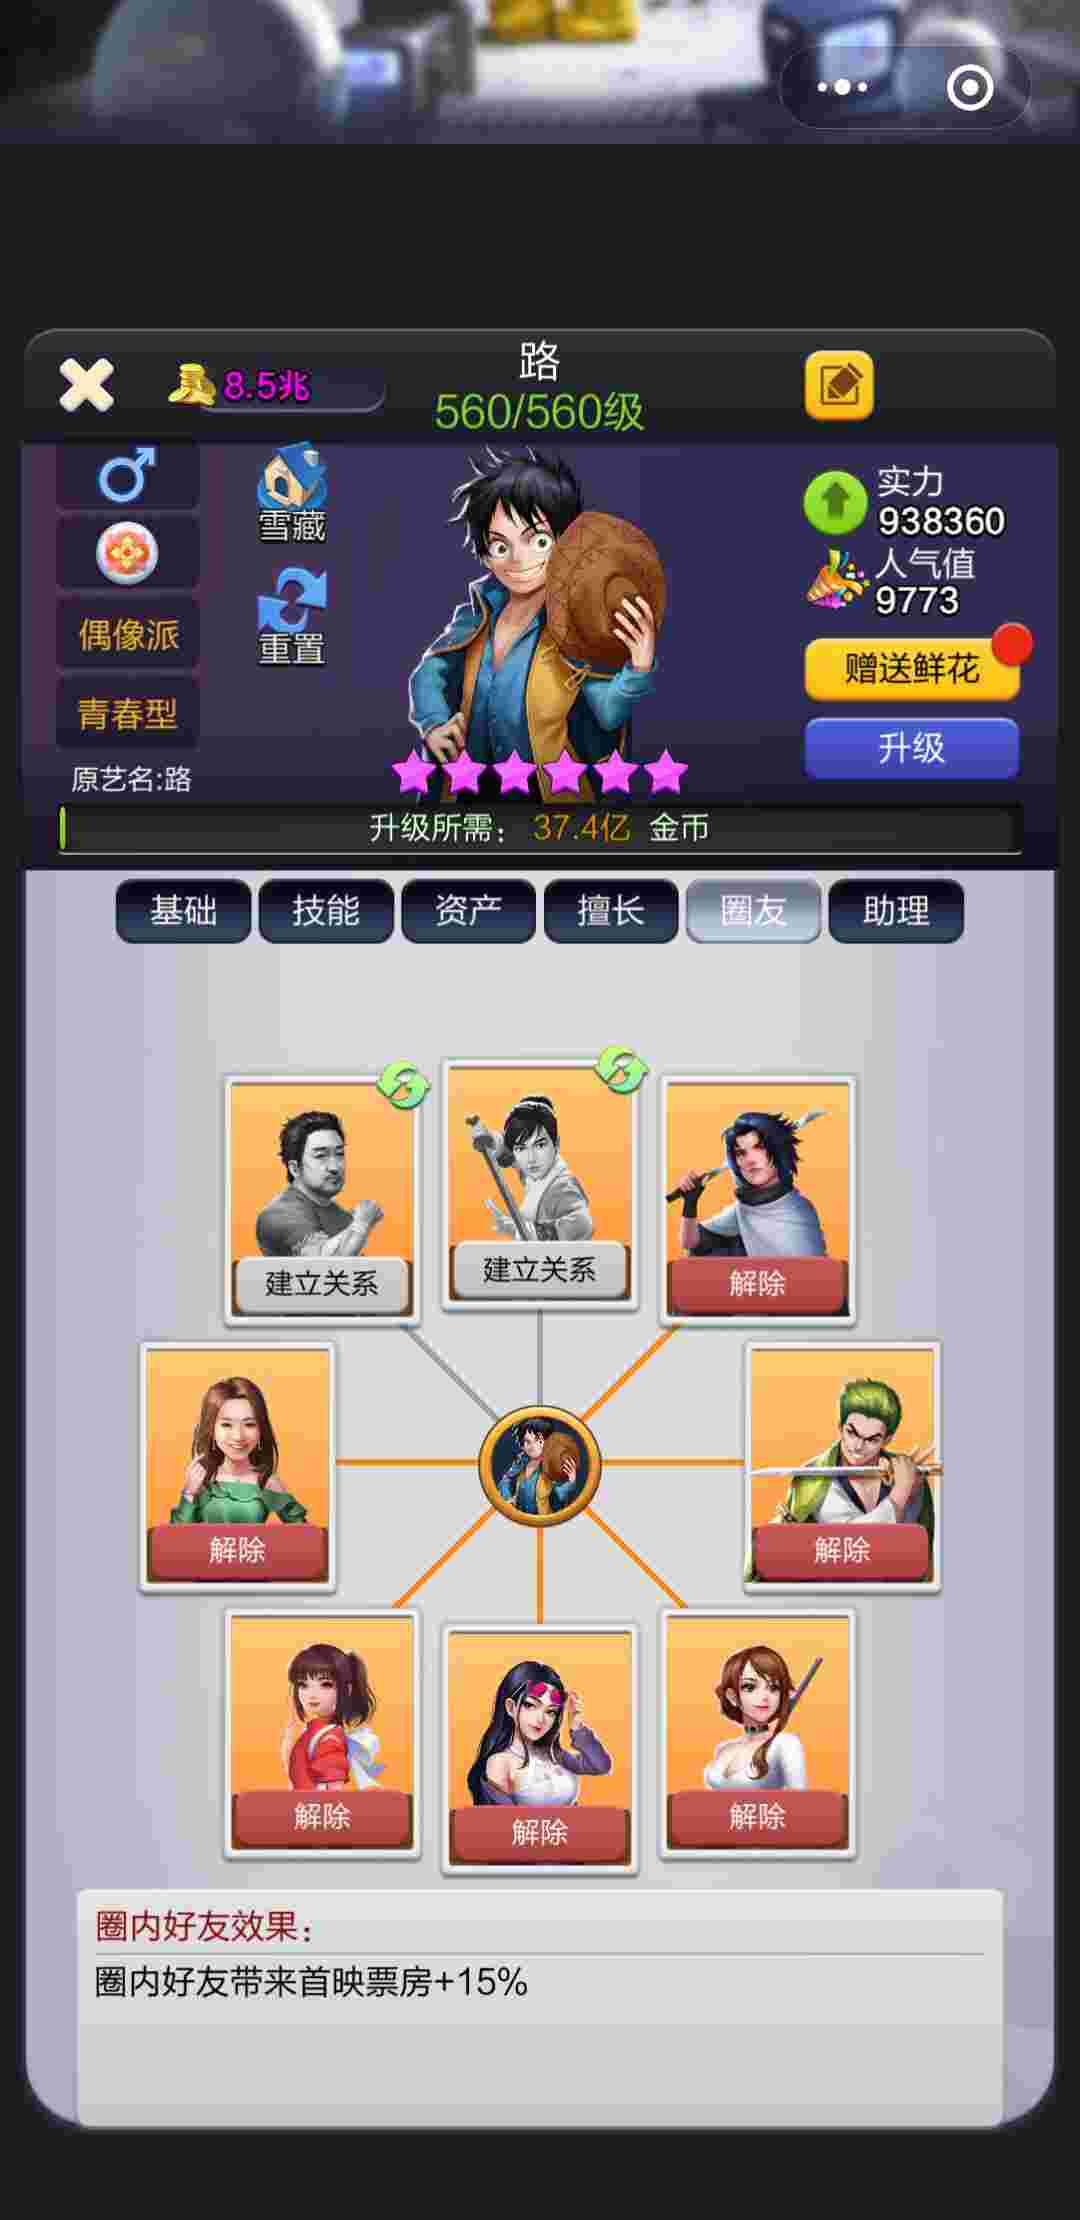 路
8.5兆
560/560级
雪藏
实力
938360
人气值
9773
重置
偶像派
赠送鲜花
青春型
升级
原艺名:路
升级所需： 37.4亿 金币
基础 技能 资产 擅长 圈友 助理
建立关系 建立关系 解除
解除 解除
解除 解除 解除
圈内好友效果：
圈内好友带来首映票房+15%